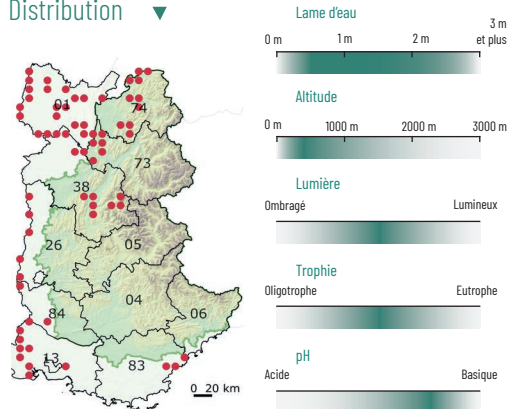 Distribution ▼
01
74
73
38
26
05
04
84
06
13
83
0 20 km
Lame d'eau
0 m 1 m 2 m 3 m et plus
Altitude
0 m 1000 m 2000 m 3000 m
Lumière
Ombragé Lumineux
Trophie
Oligotrophe Eutrophe
pH
Acide Basique